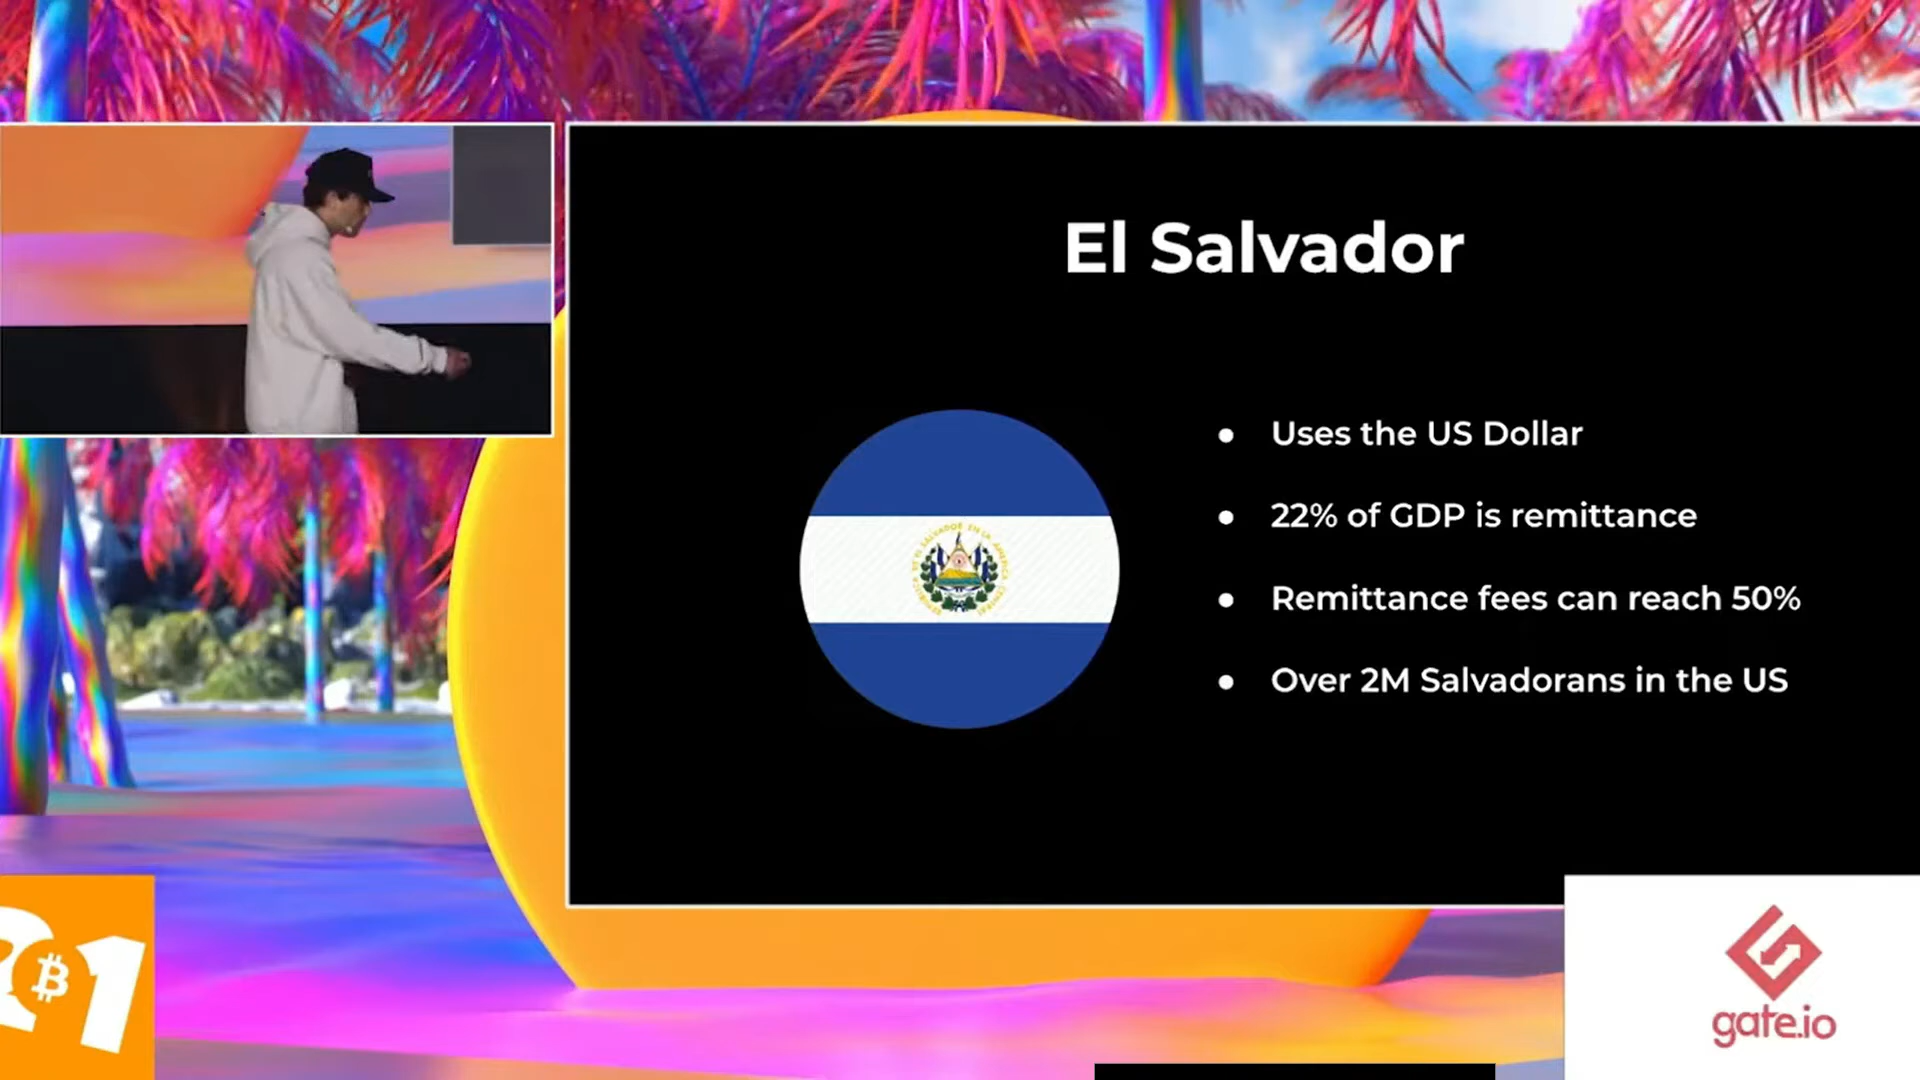 El Salvador
Uses the US Dollar
22% of GDP is remittance
Remittance fees can reach 50%
Over 2M Salvadorans in the US
21
gate.io